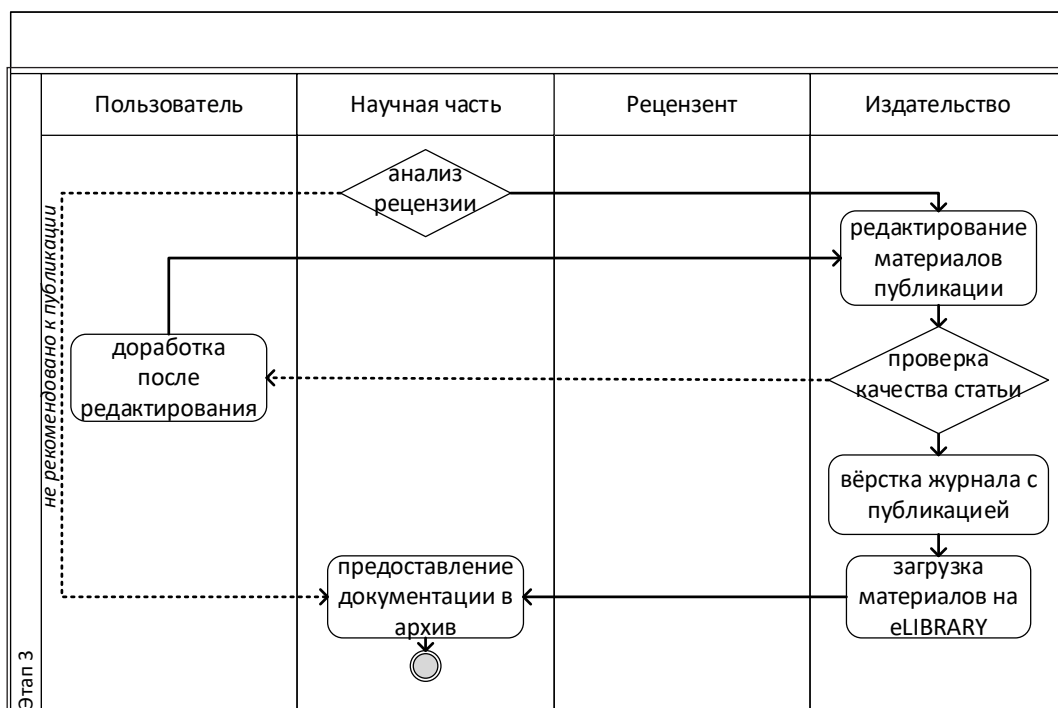 Пользователь
Научная часть
Рецензент
Издательство
анализ
рецензии
не рекомендовано к публикации
редактирование
материалов
публикации
доработка
после
редактирования
проверка
качества статьи
вёрстка журнала с
публикацией
предоставление
документации в
архив
загрузка
материалов на
eLIBRARY
Этап 3